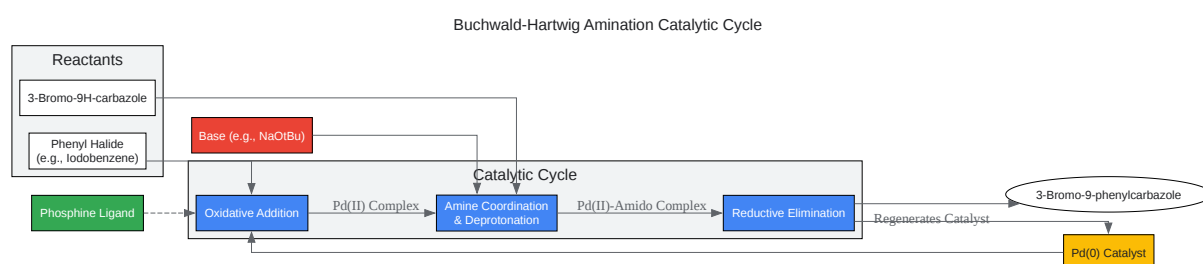 Buchwald-Hartwig Amination Catalytic Cycle
Reactants
3-Bromo-9H-carbazole
Phenyl Halide
(e.g., Iodobenzene)
Base (e.g., NaOtBu)
Catalytic Cycle
Phosphine Ligand
Oxidative Addition
Pd(II) Complex
Amine Coordination
& Deprotonation
Pd(II)-Amido Complex
Reductive Elimination
3-Bromo-9-phenylcarbazole
Regenerates Catalyst
Pd(0) Catalyst